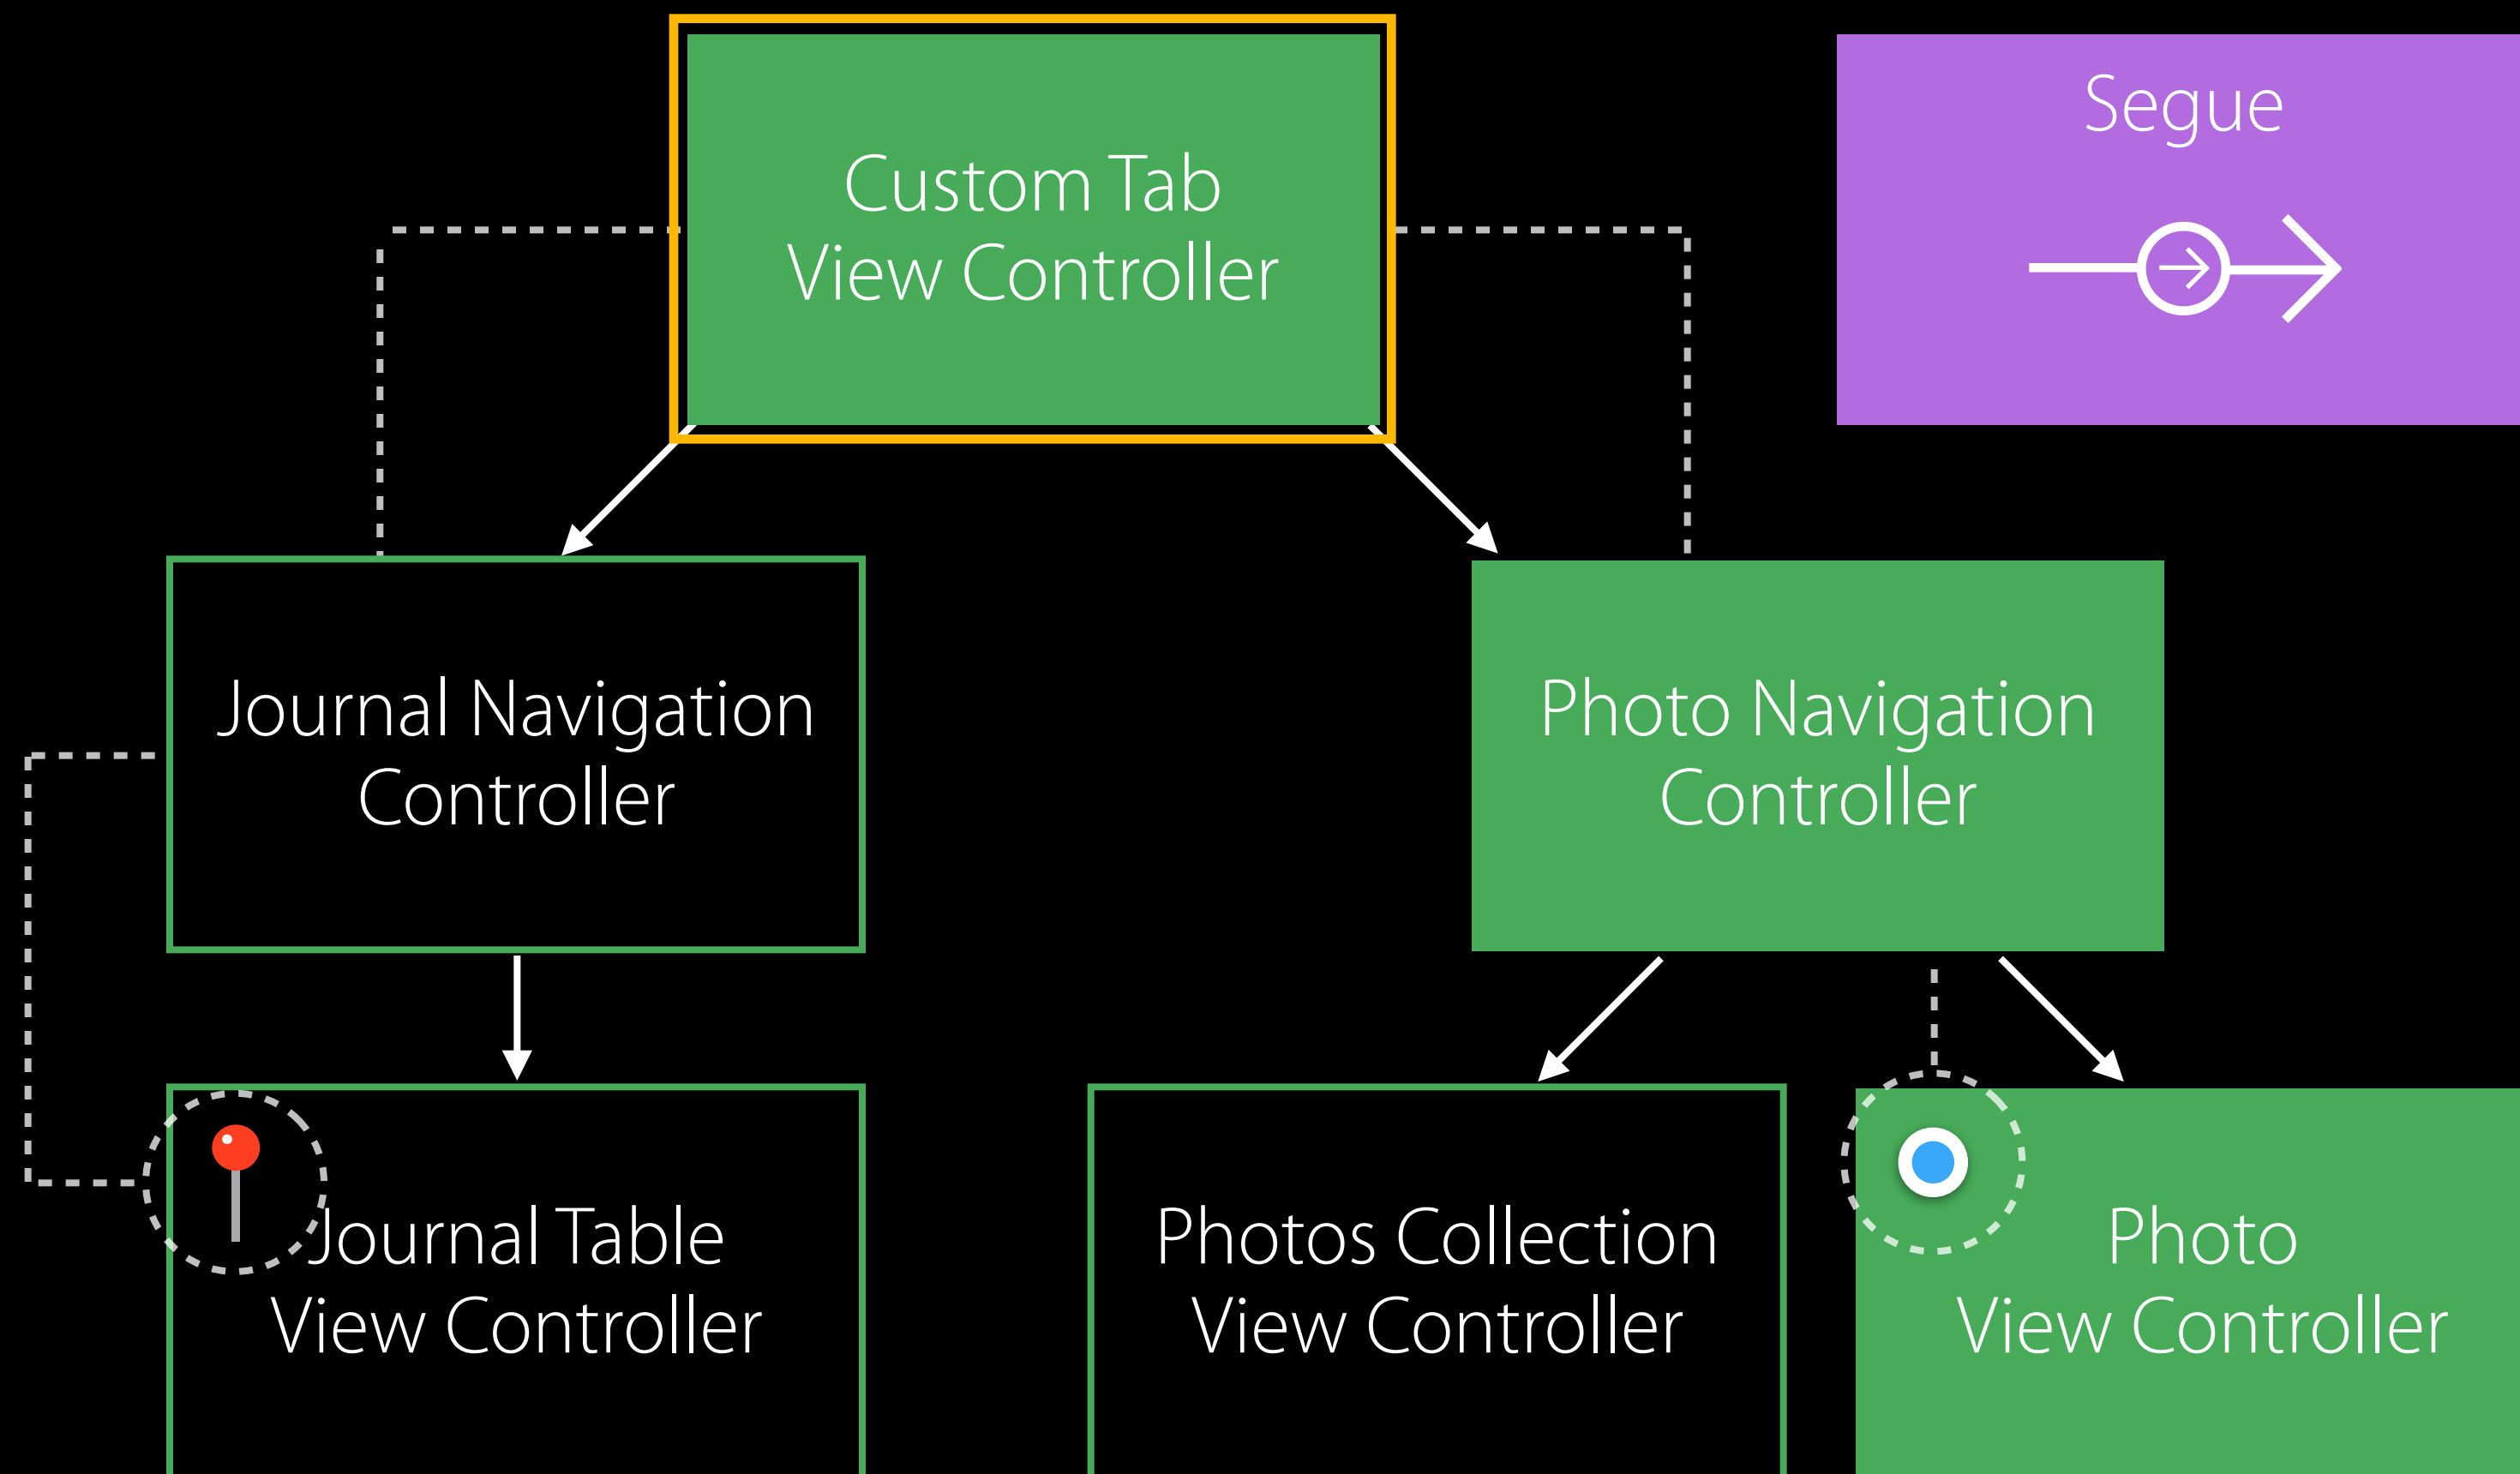 Custom Tab
View Controller
Segue
Journal Navigation
Controller
Photo Navigation
Controller
Journal Table
View Controller
Photos Collection
View Controller
Photo
View Controller